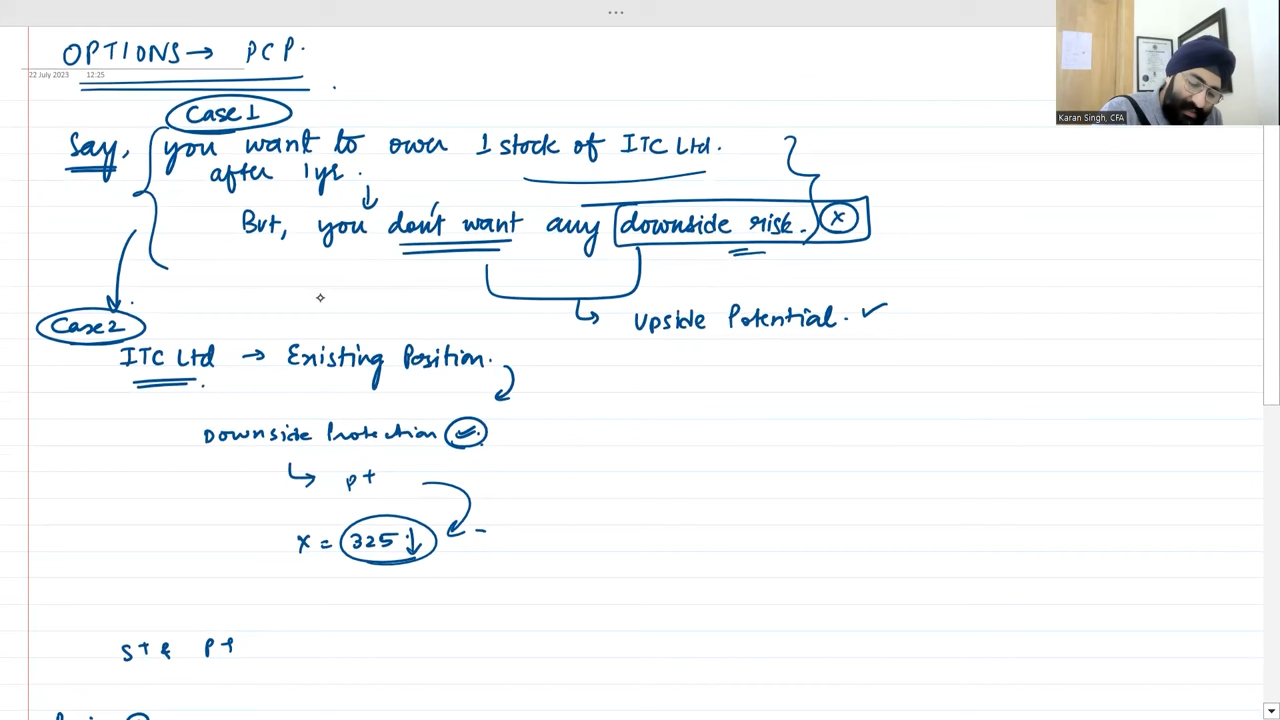 OPTIONS → PCP.
22 July 2023 12:25
Case 1
Say, you want to own 1 stock of ITC Ltd.
after 1yr.
But, you don't want any downside risk. X
Upside Potential. ✓
Case 2
ITC Ltd → Existing Position.
Downside Protection ✓
↳ P+
X = 325 ↓
S+ & P+
Karan Singh, CFA